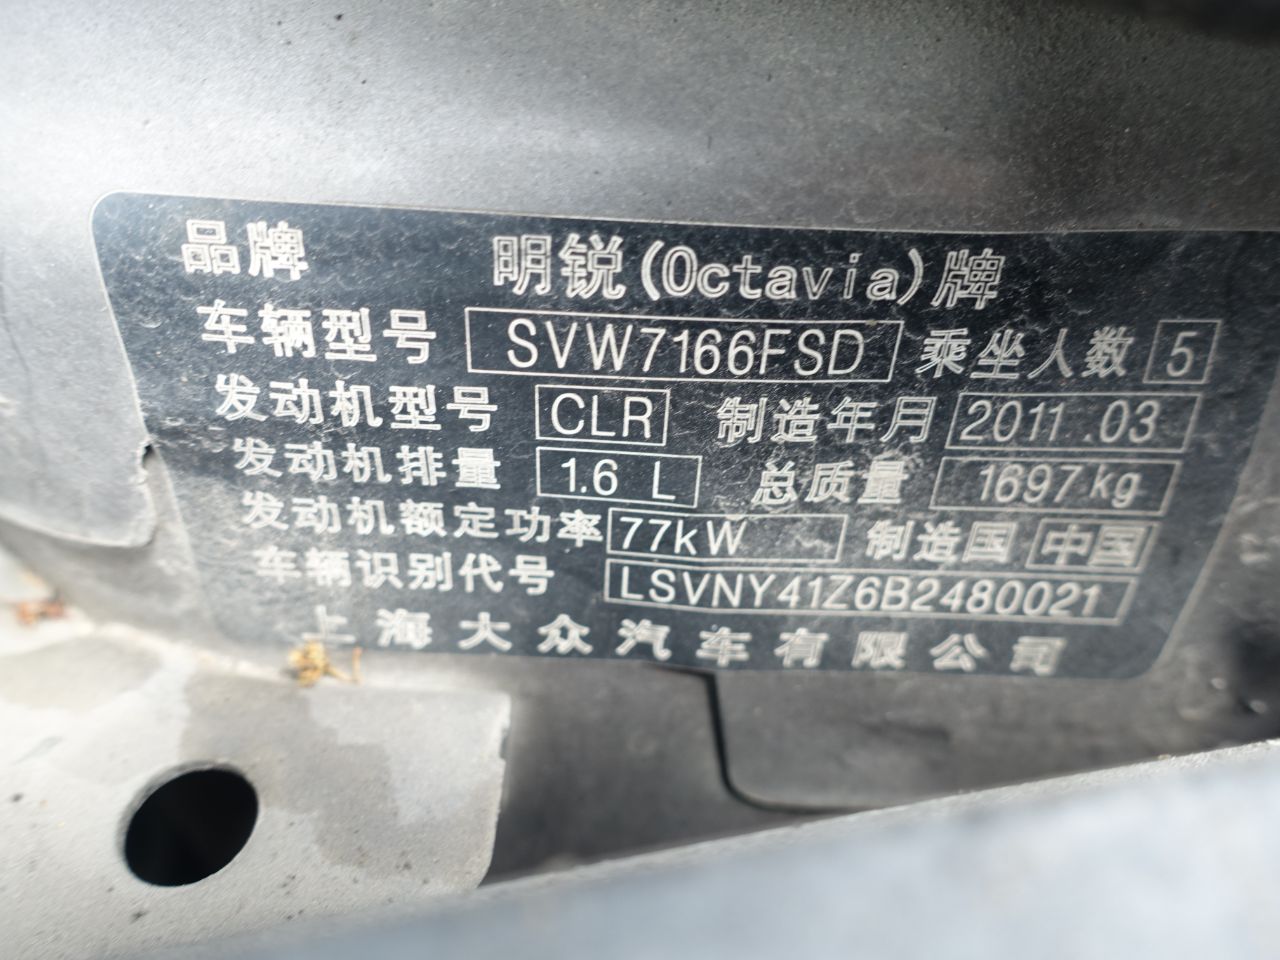 品牌 明锐(Octavia)牌
车辆型号 SVW7166FSD 乘坐人数 5
发动机型号 CLR 制造年月 2011.03
发动机排量 1.6 L 总质量 1697kg
发动机额定功率 77kW 制造国 中国
车辆识别代号 LSVNY41Z6B2480021
上海大众汽车有限公司